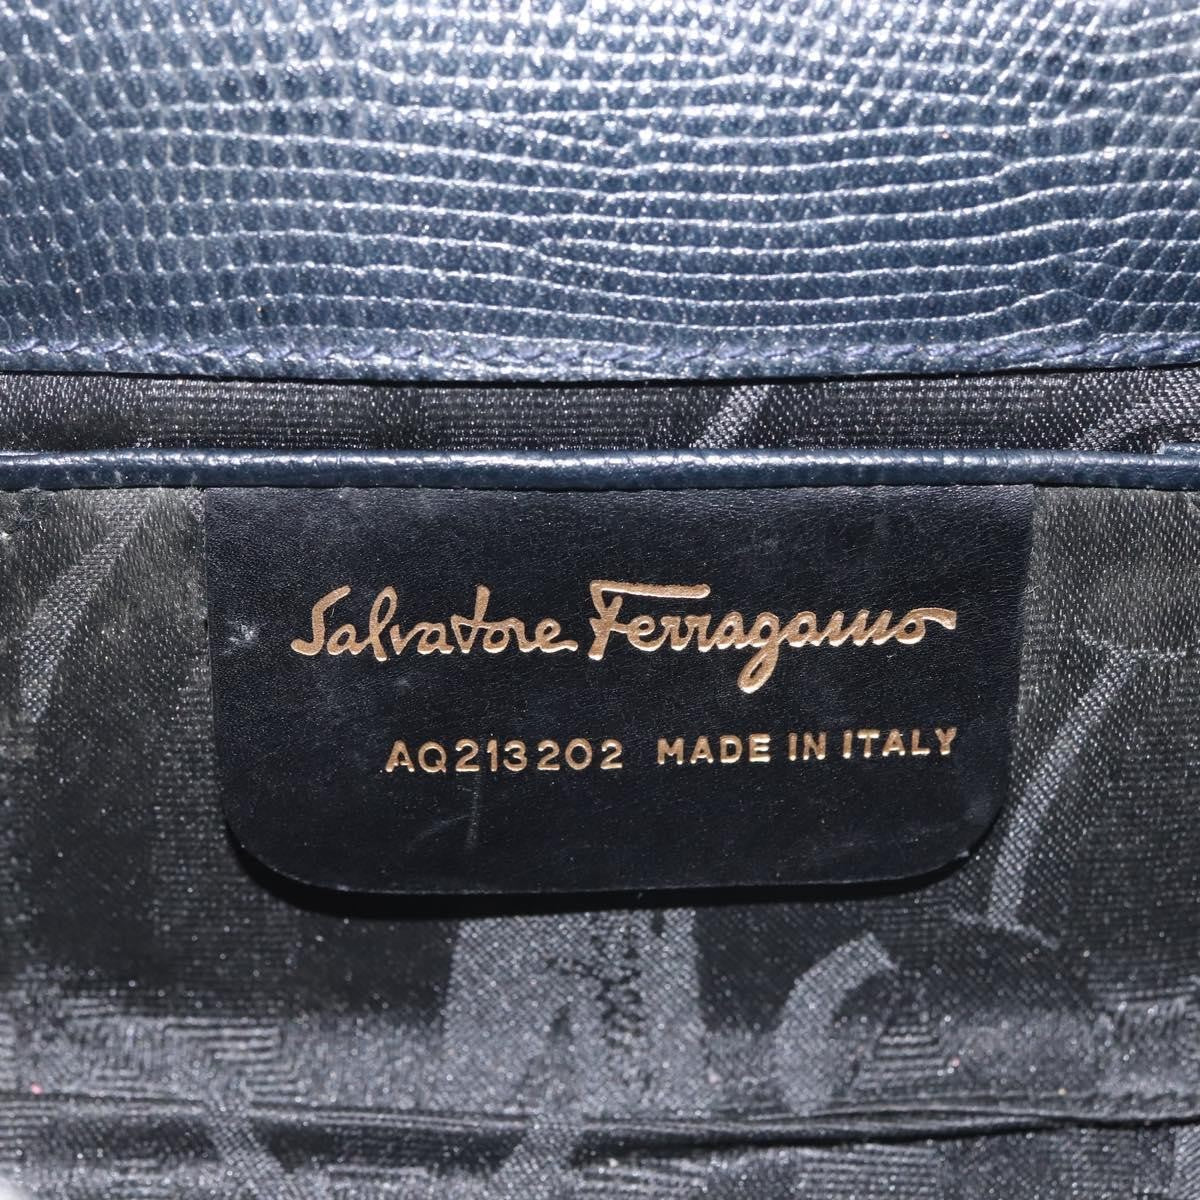 Salvatore Ferragamo
AQ213202 MADE IN ITALY